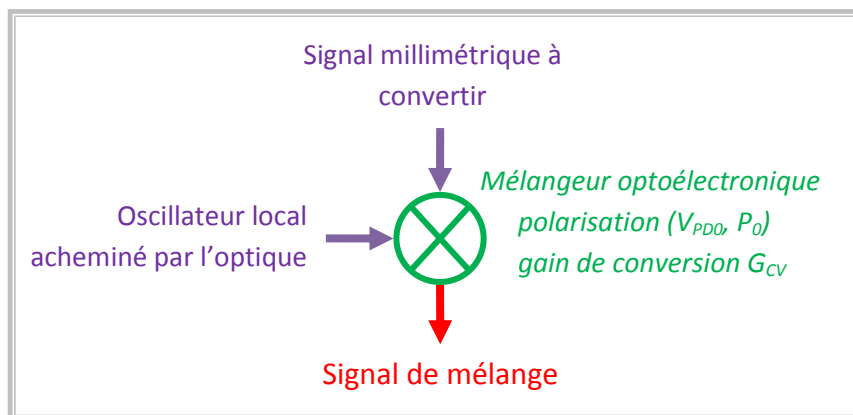 Signal millimétrique à
convertir
Oscillateur local
acheminé par l'optique
Mélangeur optoélectronique
polarisation (VPD0, P0)
gain de conversion GCV
Signal de mélange